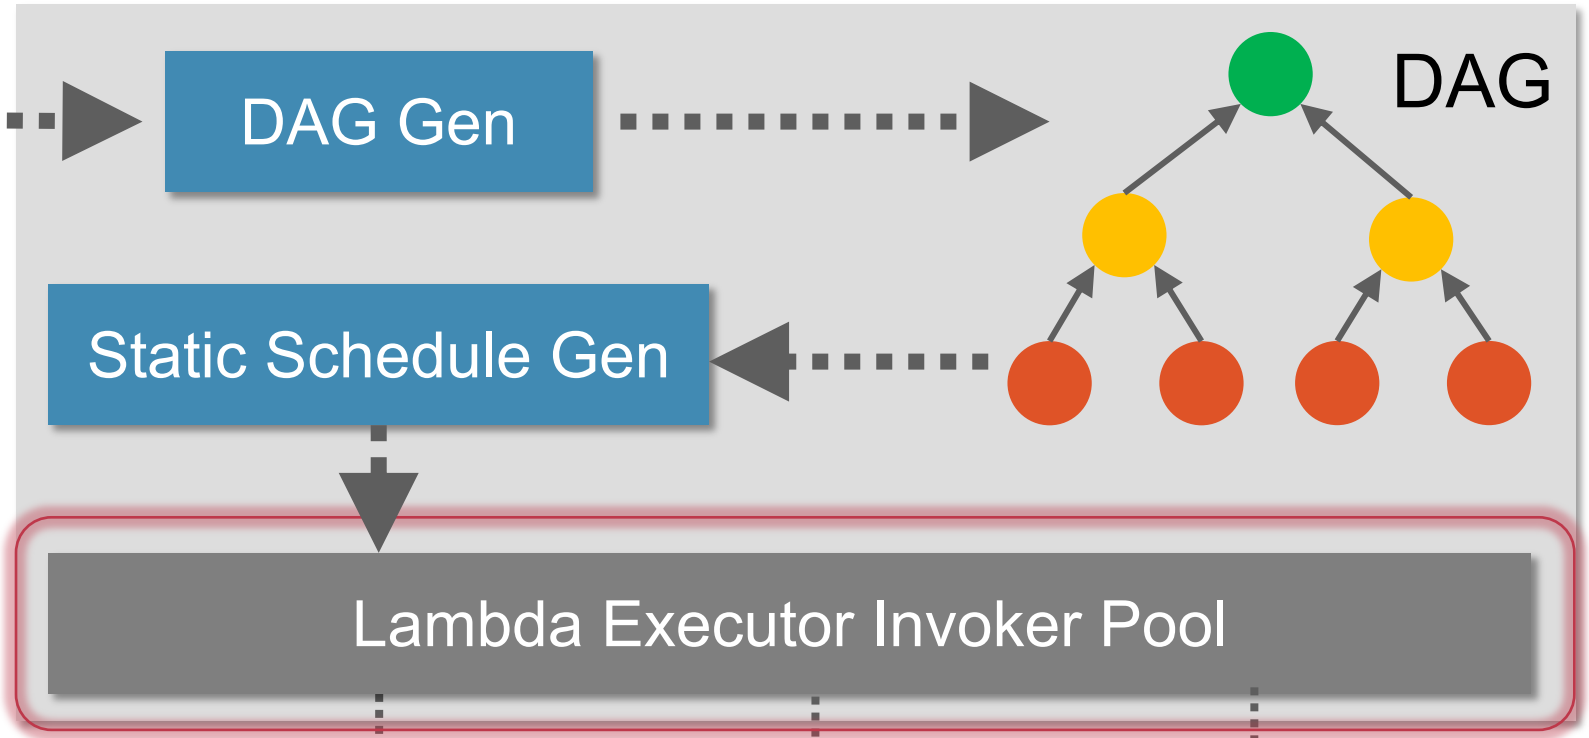 DAG Gen
DAG
Static Schedule Gen
Lambda Executor Invoker Pool